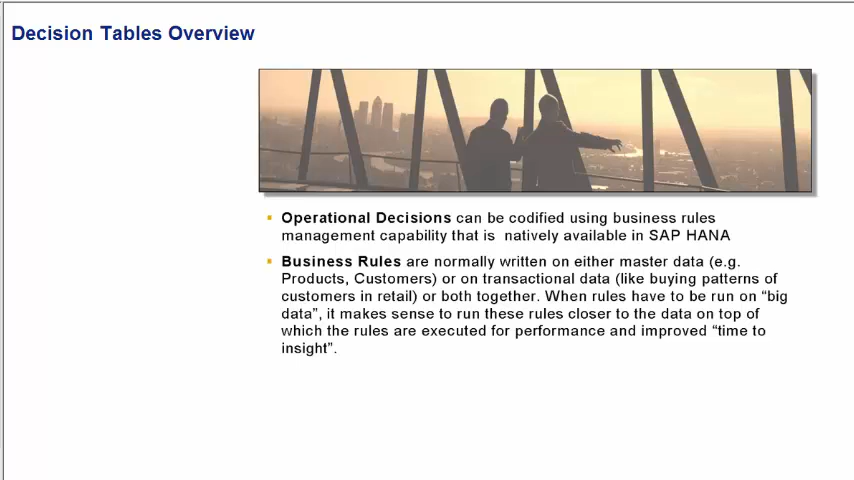 Decision Tables Overview
Operational Decisions can be codified using business rules
management capability that is natively available in SAP HANA
Business Rules are normally written on either master data (e.g.
Products, Customers) or on transactional data (like buying patterns of
customers in retail) or both together. When rules have to be run on “big
data”, it makes sense to run these rules closer to the data on top of
which the rules are executed for performance and improved “time to
insight”.